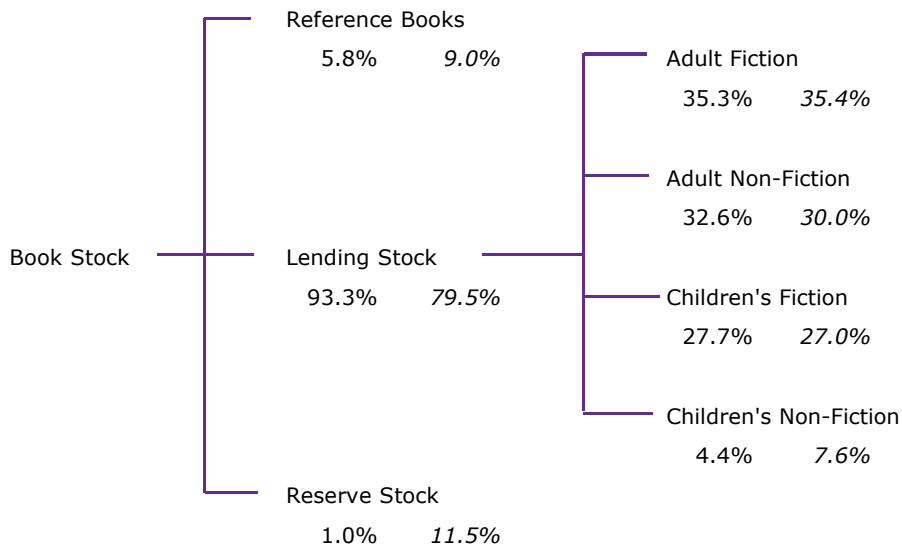 Reference Books
5.8% 9.0%
Adult Fiction
35.3% 35.4%
Adult Non-Fiction
32.6% 30.0%
Book Stock
Lending Stock
93.3% 79.5%
Children's Fiction
27.7% 27.0%
Children's Non-Fiction
4.4% 7.6%
Reserve Stock
1.0% 11.5%